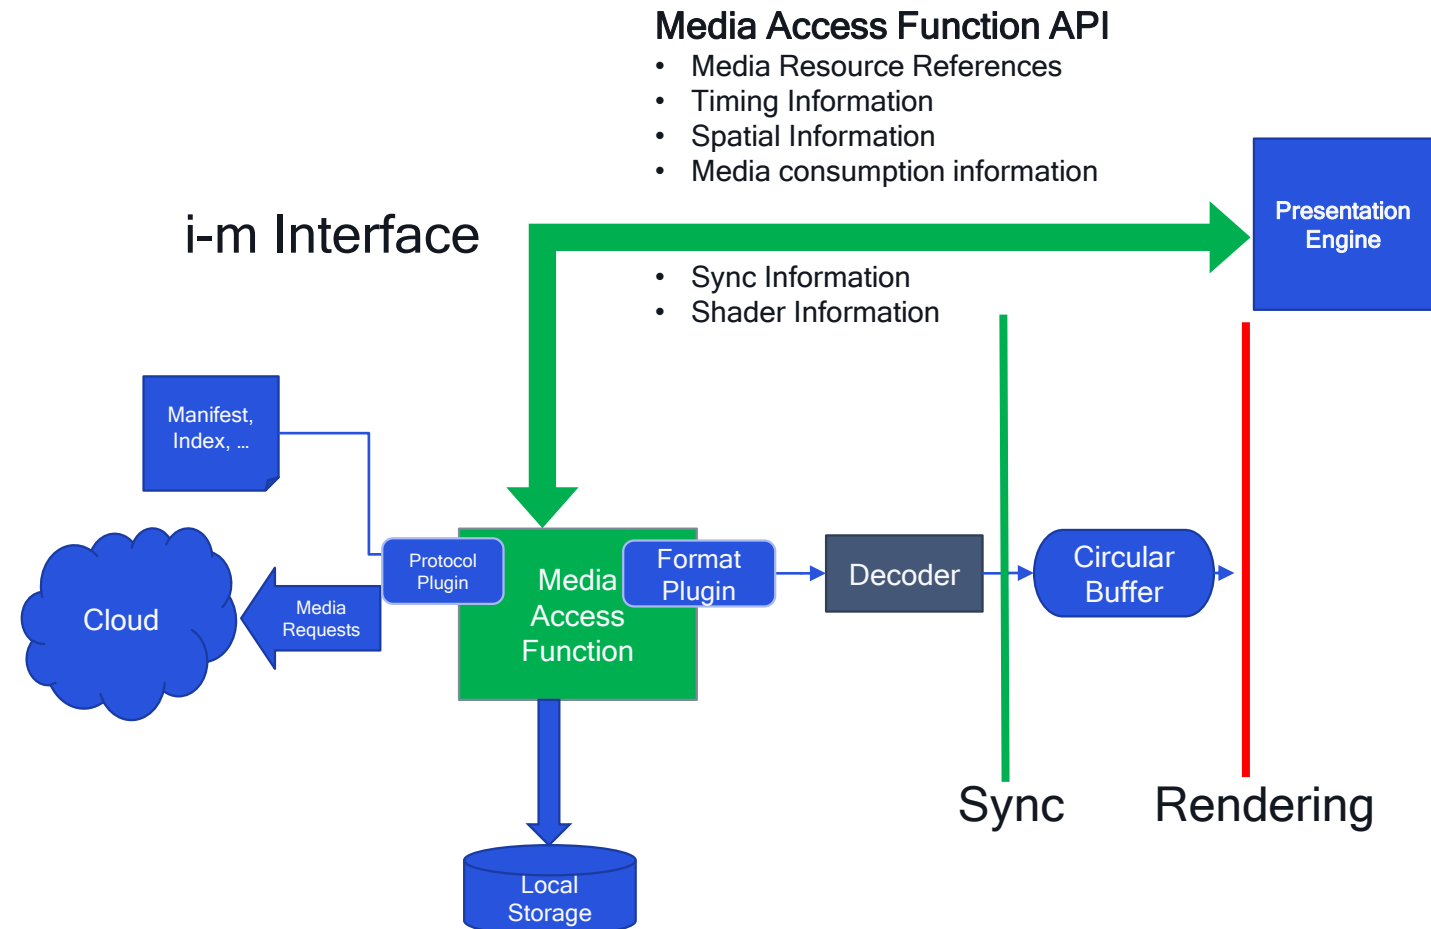 Media Access Function API
• Media Resource References
• Timing Information
• Spatial Information
• Media consumption information
Presentation
Engine
i-m Interface
• Sync Information
• Shader Information
Manifest,
Index, ...
Protocol
Plugin
Format
Plugin
Media
Access
Function
Decoder
Circular
Buffer
Cloud
Media
Requests
Sync
Rendering
Local
Storage